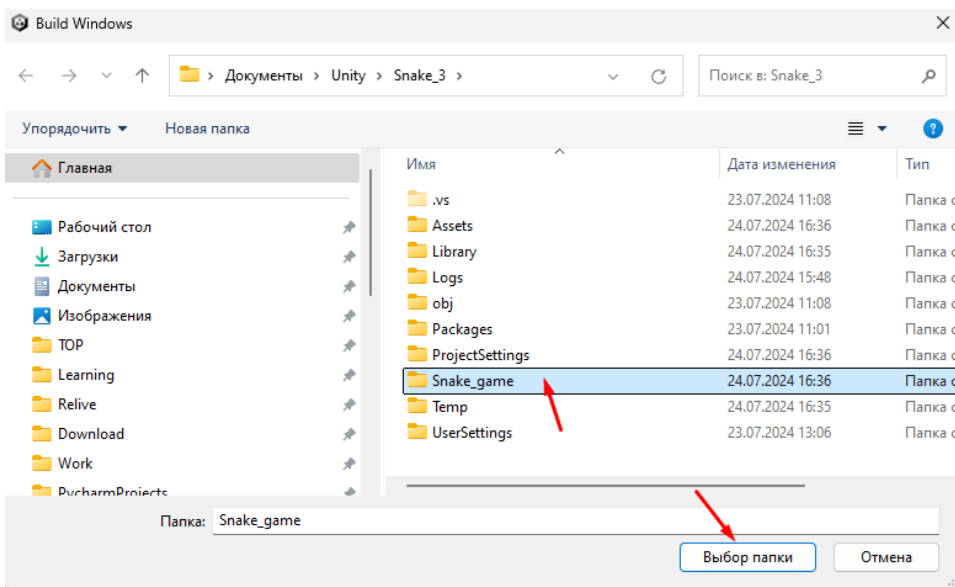 Build Windows
Документы > Unity > Snake_3 >
Поиск в: Snake_3
Упорядочить
Новая папка
Главная
Рабочий стол
Загрузки
Документы
Изображения
TOP
Learning
Relive
Download
Work
PycharmProjects
Имя Дата изменения Тип
.vs 23.07.2024 11:08 Папка с
Assets 24.07.2024 16:36 Папка с
Library 24.07.2024 16:35 Папка с
Logs 24.07.2024 15:48 Папка с
obj 23.07.2024 11:08 Папка с
Packages 23.07.2024 11:01 Папка с
ProjectSettings 24.07.2024 16:36 Папка с
Snake_game 24.07.2024 16:36 Папка с
Temp 24.07.2024 16:35 Папка с
UserSettings 23.07.2024 13:06 Папка с
Папка: Snake_game
Выбор папки
Отмена